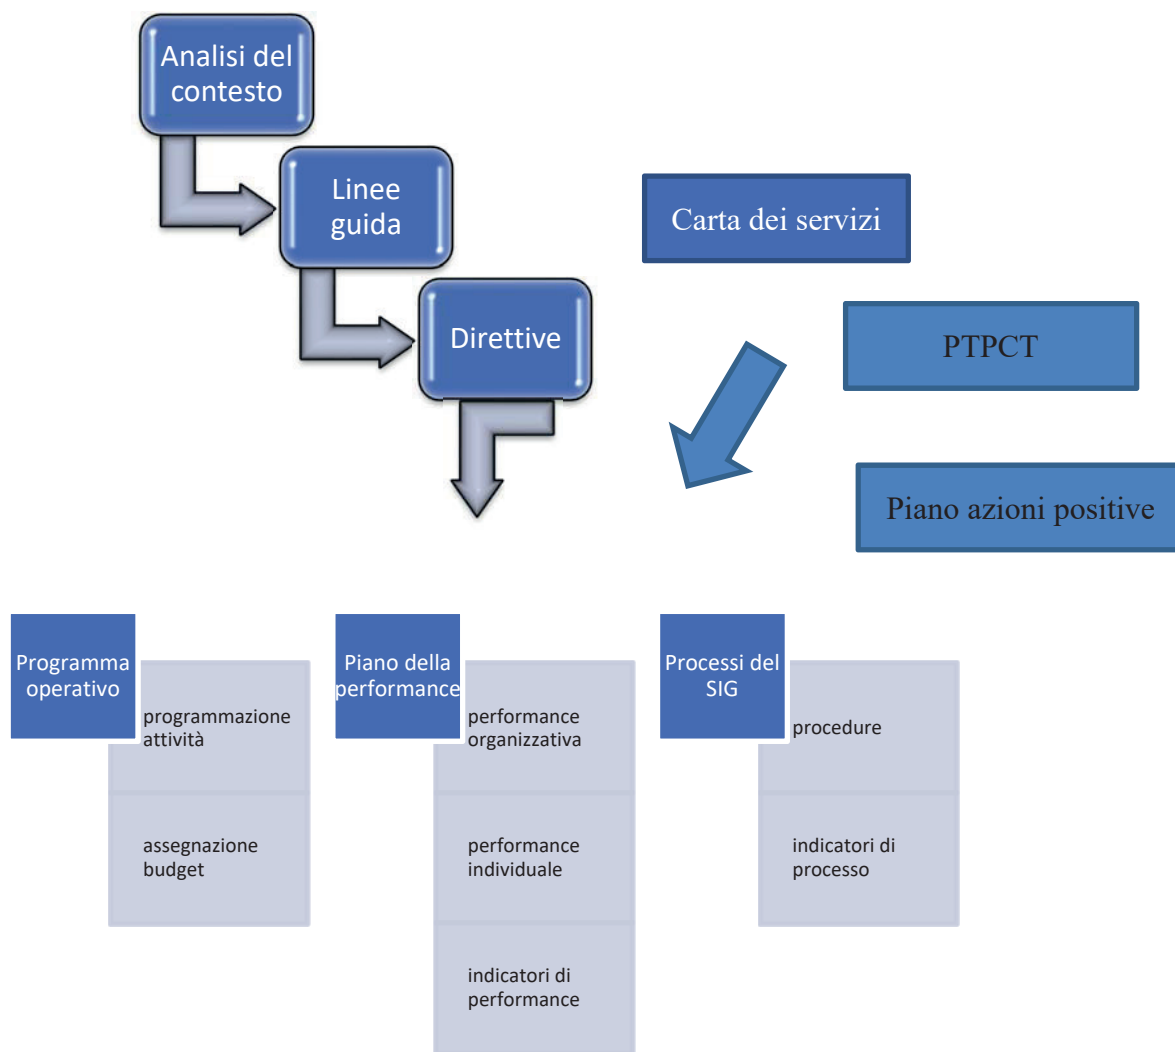 Analisi del
contesto
Linee
guida
Carta dei servizi
Direttive
PTPCT
Piano azioni positive
Programma
operativo
programmazione
attività
assegnazione
budget
Piano della
performance
performance
organizzativa
performance
individuale
indicatori di
performance
Processi del
SIG
procedure
indicatori di
processo